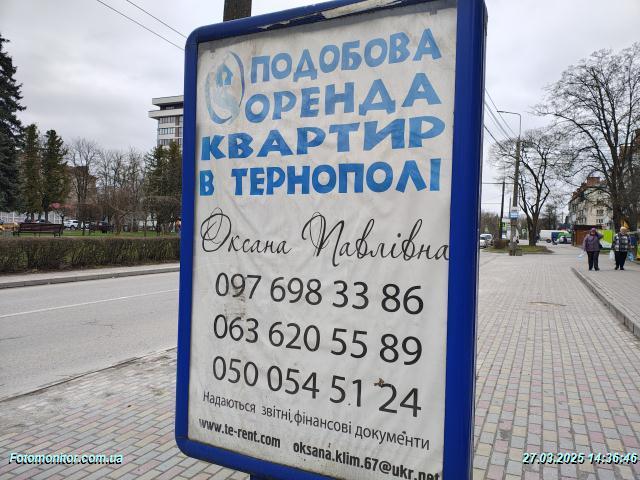 ПОДОБОВА
ОРЕНДА
КВАРТИР
В ТЕРНОПОЛІ
Оксана Павлівна
097 698 33 86
063 620 55 89
050 054 51 24
Надаються звітні фінансові документи
www.te-rent.com oksana.klim.67@ukr.net
Fotomonitor.com.ua
27.03.2025 14:36:46